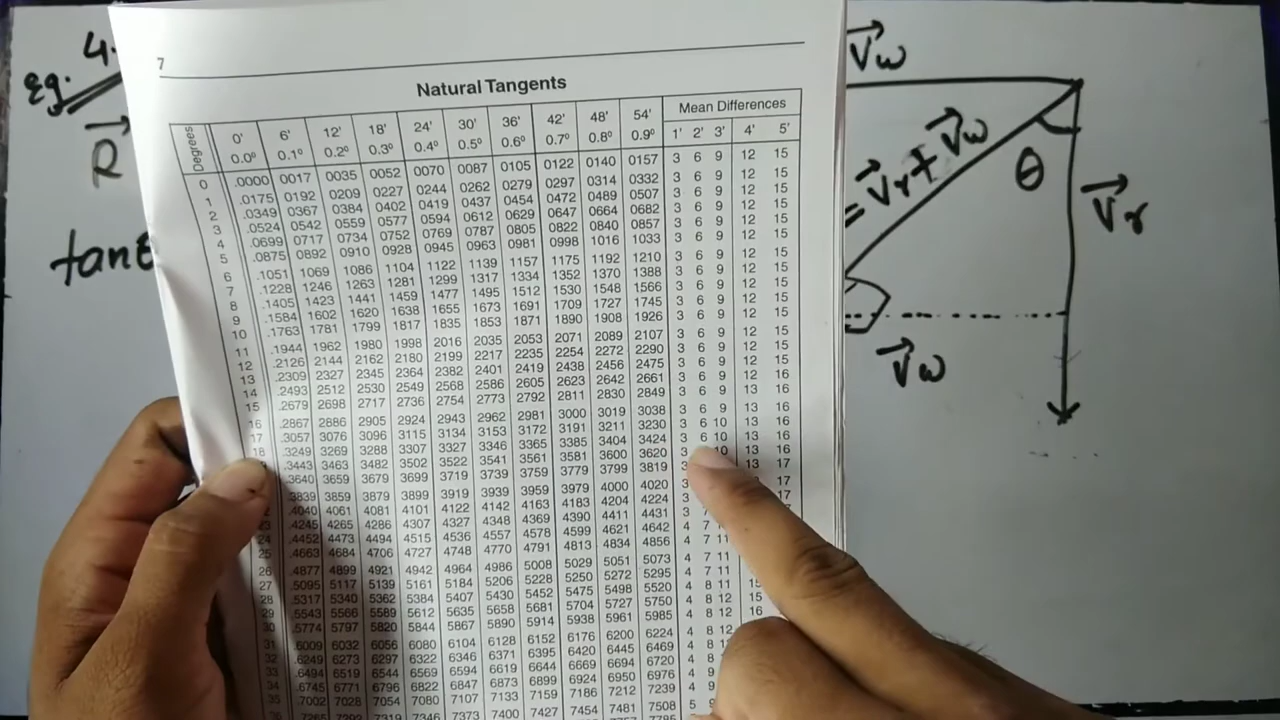 Eg. 4.
R
tanθ
7
Natural Tangents
Degrees 0' 6' 12' 18' 24' 30' 36' 42' 48' 54' Mean Differences
0.0° 0.1° 0.2° 0.3° 0.4° 0.5° 0.6° 0.7° 0.8° 0.9° 1' 2' 3' 4' 5'
0 .0000 0017 0035 0052 0070 0087 0105 0122 0140 0157 3 6 9 12 15
1 .0175 0192 0209 0227 0244 0262 0279 0297 0314 0332 3 6 9 12 15
2 .0349 0367 0384 0402 0419 0437 0454 0472 0489 0507 3 6 9 12 15
3 .0524 0542 0559 0577 0594 0612 0629 0647 0664 0682 3 6 9 12 15
4 .0699 0717 0734 0752 0769 0787 0805 0822 0840 0857 3 6 9 12 15
5 .0875 0892 0910 0928 0945 0963 0981 0998 1016 1033 3 6 9 12 15
6 .1051 1069 1086 1104 1122 1139 1157 1175 1192 1210 3 6 9 12 15
7 .1228 1246 1263 1281 1299 1317 1334 1352 1370 1388 3 6 9 12 15
8 .1405 1423 1441 1459 1477 1495 1512 1530 1548 1566 3 6 9 12 15
9 .1584 1602 1620 1638 1655 1673 1691 1709 1727 1745 3 6 9 12 15
10 .1763 1781 1799 1817 1835 1853 1871 1890 1908 1926 3 6 9 12 15
11 .1944 1962 1980 1998 2016 2035 2053 2071 2089 2107 3 6 9 12 15
12 .2126 2144 2162 2180 2199 2217 2235 2254 2272 2290 3 6 9 12 15
13 .2309 2327 2345 2364 2382 2401 2419 2438 2456 2475 3 6 9 12 15
14 .2493 2512 2530 2549 2568 2586 2605 2623 2642 2661 3 6 9 12 16
15 .2679 2698 2717 2736 2754 2773 2792 2811 2830 2849 3 6 9 13 16
16 .2867 2886 2905 2924 2943 2962 2981 3000 3019 3038 3 6 9 13 16
17 .3057 3076 3096 3115 3134 3153 3172 3191 3211 3230 3 6 10 13 16
18 .3249 3269 3288 3307 3327 3346 3365 3385 3404 3424 3 6 10 13 16
.3443 3463 3482 3502 3522 3541 3561 3581 3600 3620 3 10 13 16
.3640 3659 3679 3699 3719 3739 3759 3779 3799 3819 3 13 17
.3839 3859 3879 3899 3919 3939 3959 3979 4000 4020 3 17
22 .4040 4061 4081 4101 4122 4142 4163 4183 4204 4224 3 17
23 .4245 4265 4286 4307 4327 4348 4369 4390 4411 4431 3 7
24 .4452 4473 4494 4515 4536 4557 4578 4599 4621 4642 4 7
25 .4663 4684 4706 4727 4748 4770 4791 4813 4834 4856 4 7 11
26 .4877 4899 4921 4942 4964 4986 5008 5029 5051 5073 4 7 11
27 .5095 5117 5139 5161 5184 5206 5228 5250 5272 5295 4 7 11
28 .5317 5340 5362 5384 5407 5430 5452 5475 5498 5520 4 8 11 15
29 .5543 5566 5589 5612 5635 5658 5681 5704 5727 5750 4 8 12 15
30 .5774 5797 5820 5844 5867 5890 5914 5938 5961 5985 4 8 12 16
31 .6009 6032 6056 6080 6104 6128 6152 6176 6200 6224 4 8 12
32 .6249 6273 6297 6322 6346 6371 6395 6420 6445 6469 4 8
33 .6494 6519 6544 6569 6594 6619 6644 6669 6694 6720 4 8
34 .6745 6771 6796 6822 6847 6873 6899 6924 6950 6976 4 9
35 .7002 7028 7054 7080 7107 7133 7159 7186 7212 7239 5 9
7319 7346 7373 7400 7427 7454 7481 7508
Vw
= Vr + Vw
θ
Vr
Vw